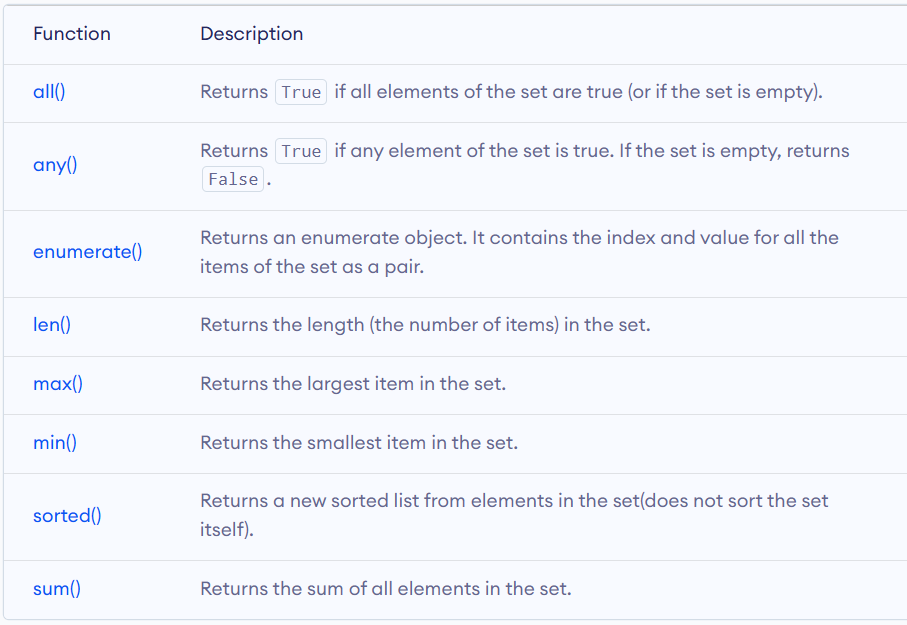 Function Description
all() Returns True if all elements of the set are true (or if the set is empty).
any() Returns True if any element of the set is true. If the set is empty, returns
False .
enumerate() Returns an enumerate object. It contains the index and value for all the
items of the set as a pair.
len() Returns the length (the number of items) in the set.
max() Returns the largest item in the set.
min() Returns the smallest item in the set.
sorted() Returns a new sorted list from elements in the set(does not sort the set
itself).
sum() Returns the sum of all elements in the set.